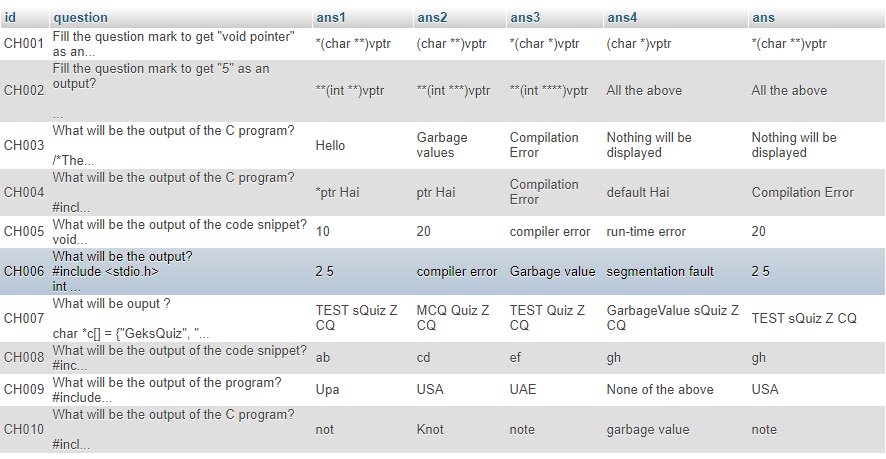 id question ans1 ans2 ans3 ans4 ans
CH001 Fill the question mark to get "void pointer" as an... *(char **)vptr (char **)vptr *(char *)vptr (char *)vptr *(char **)vptr
CH002 Fill the question mark to get "5" as an output? ... **(int **)vptr **(int ***)vptr **(int ****)vptr All the above All the above
CH003 What will be the output of the C program? /*The... Hello Garbage values Compilation Error Nothing will be displayed Nothing will be displayed
CH004 What will be the output of the C program? #incl... *ptr Hai ptr Hai Compilation Error default Hai Compilation Error
CH005 What will be the output of the code snippet? void... 10 20 compiler error run-time error 20
CH006 What will be the output? #include <stdio.h> int ... 2 5 compiler error Garbage value segmentation fault 2 5
CH007 What will be ouput ? char *c[] = {"GeksQuiz", "... TEST sQuiz Z CQ MCQ Quiz Z CQ TEST Quiz Z CQ GarbageValue sQuiz Z CQ TEST sQuiz Z CQ
CH008 What will be the output of the code snippet? #inc... ab cd ef gh gh
CH009 What will be the output of the program? #include... Upa USA UAE None of the above USA
CH010 What will be the output of the C program? #incl... not Knot note garbage value note